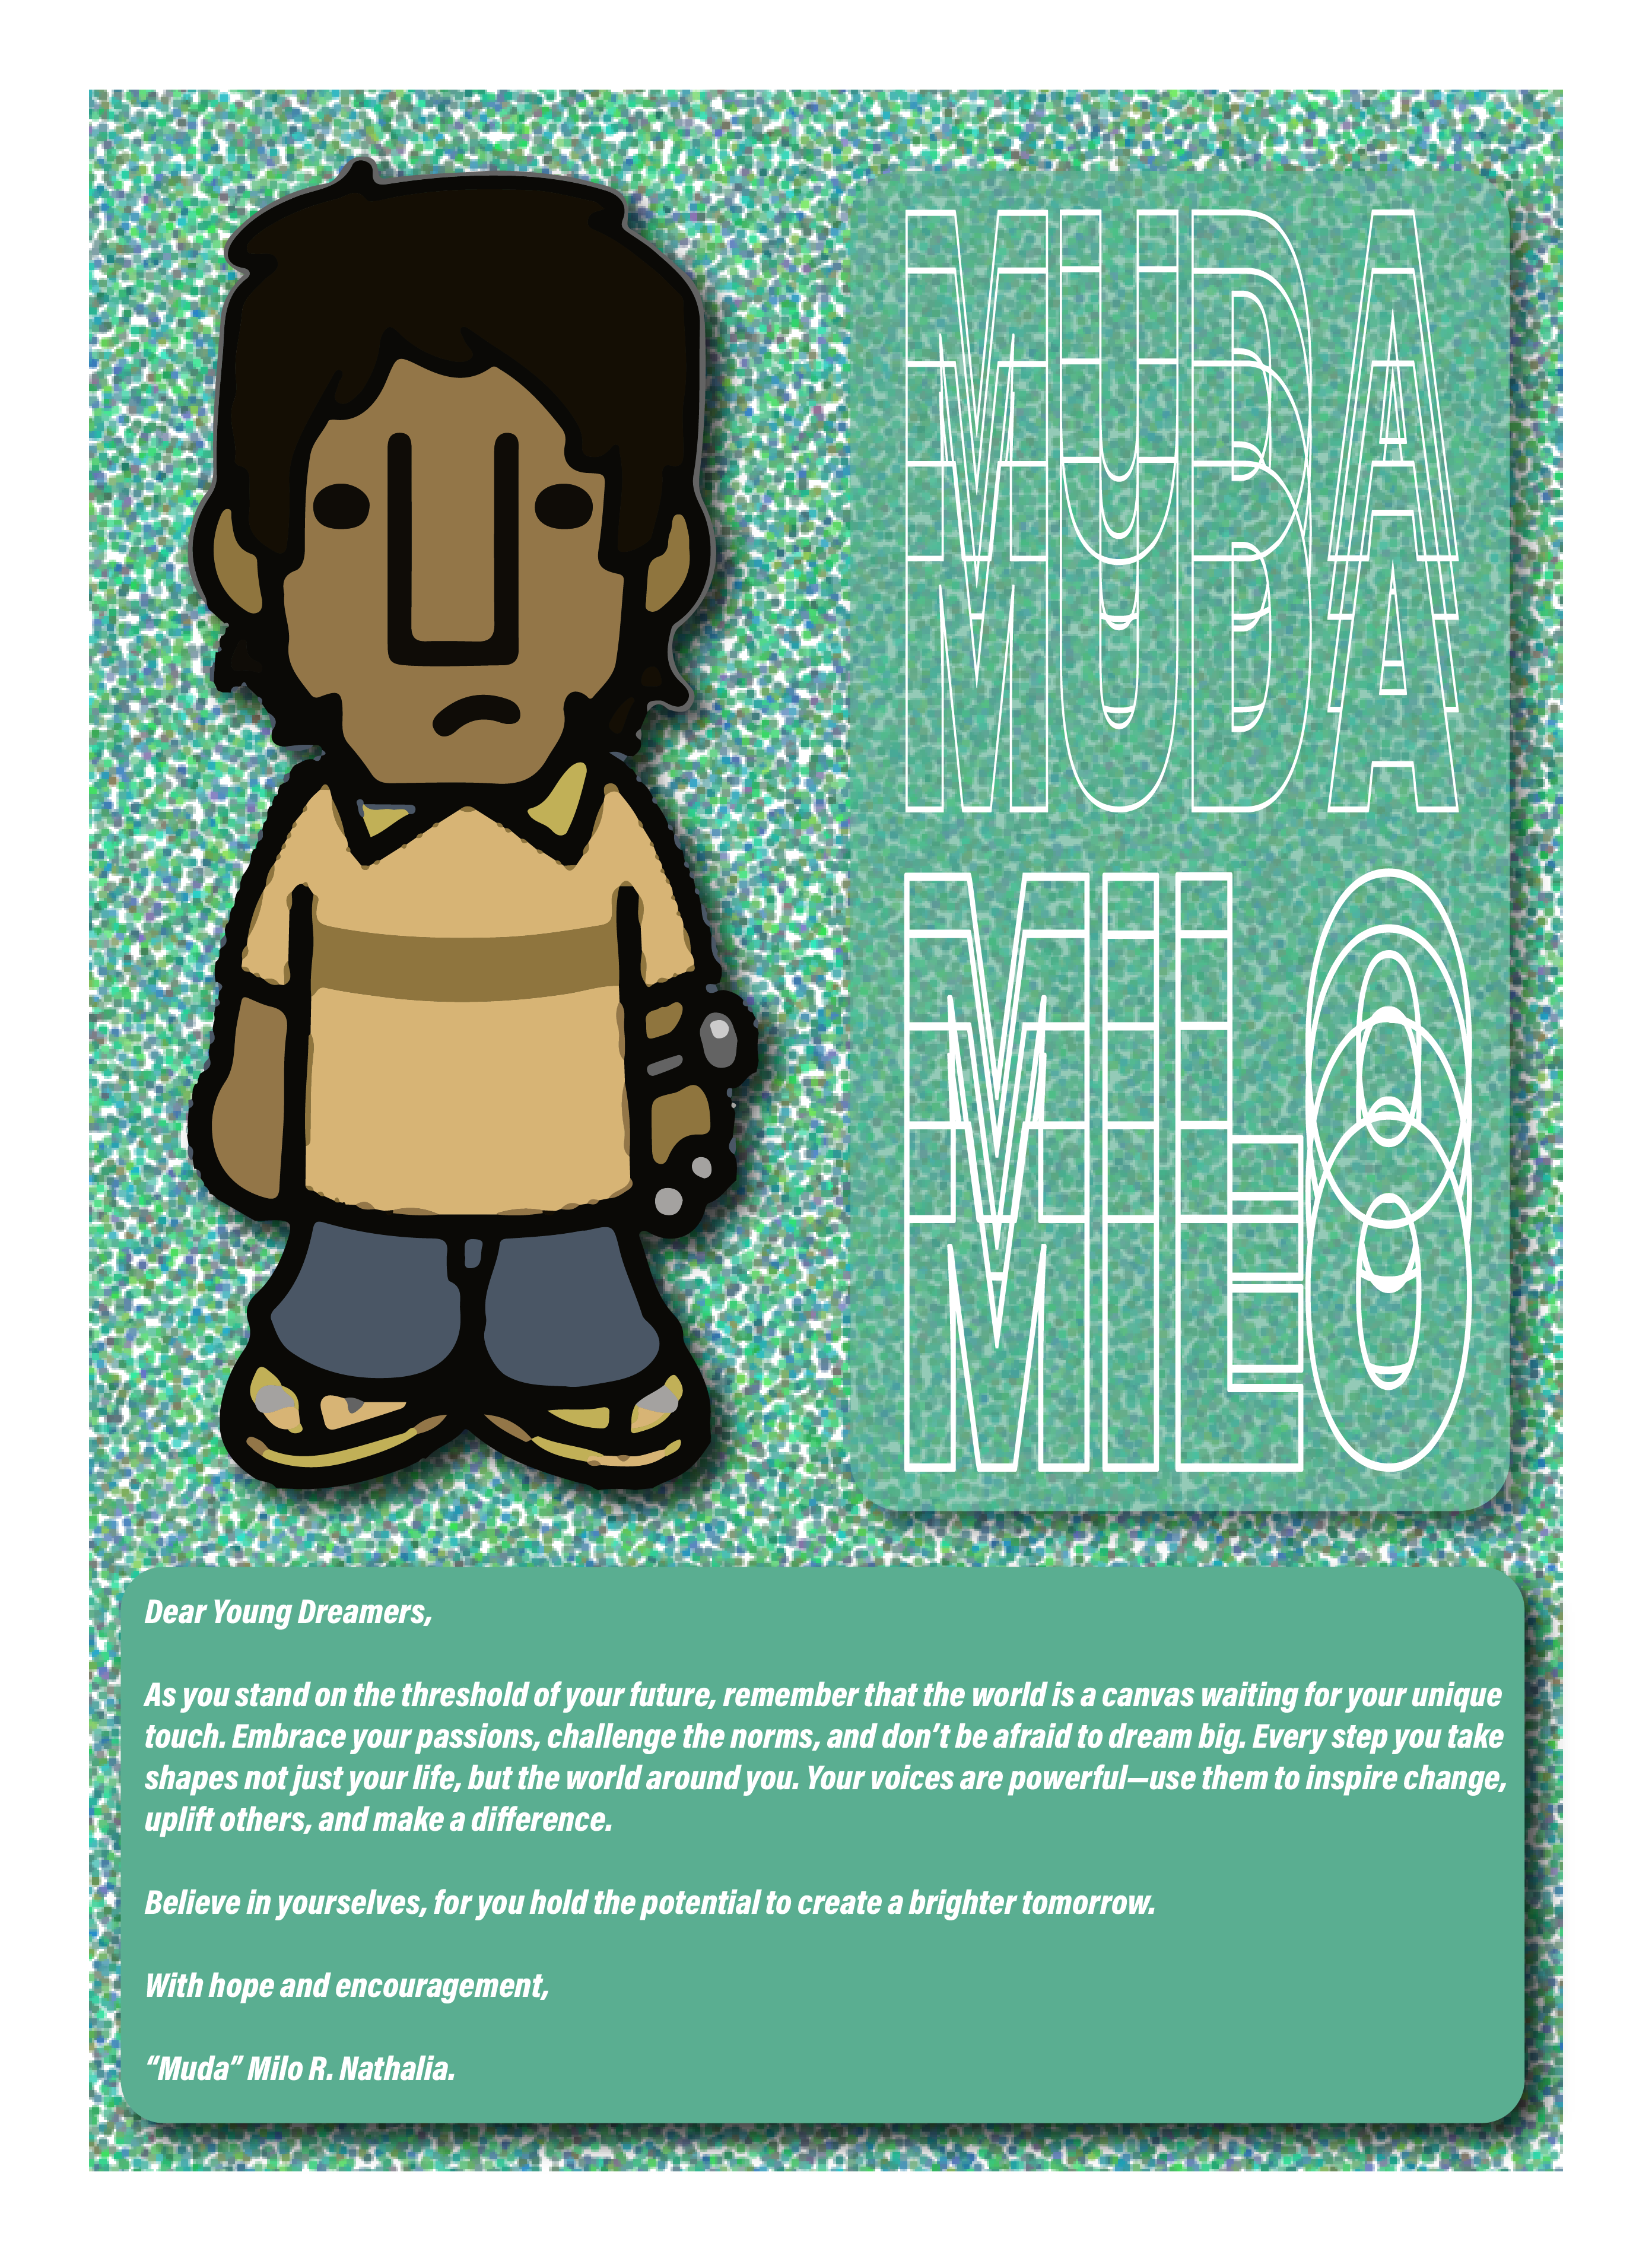 MUDA
MILO
Dear Young Dreamers,
As you stand on the threshold of your future, remember that the world is a canvas waiting for your unique
touch. Embrace your passions, challenge the norms, and don’t be afraid to dream big. Every step you take
shapes not just your life, but the world around you. Your voices are powerful—use them to inspire change,
uplift others, and make a difference.
Believe in yourselves, for you hold the potential to create a brighter tomorrow.
With hope and encouragement,
“Muda” Milo R. Nathalia.